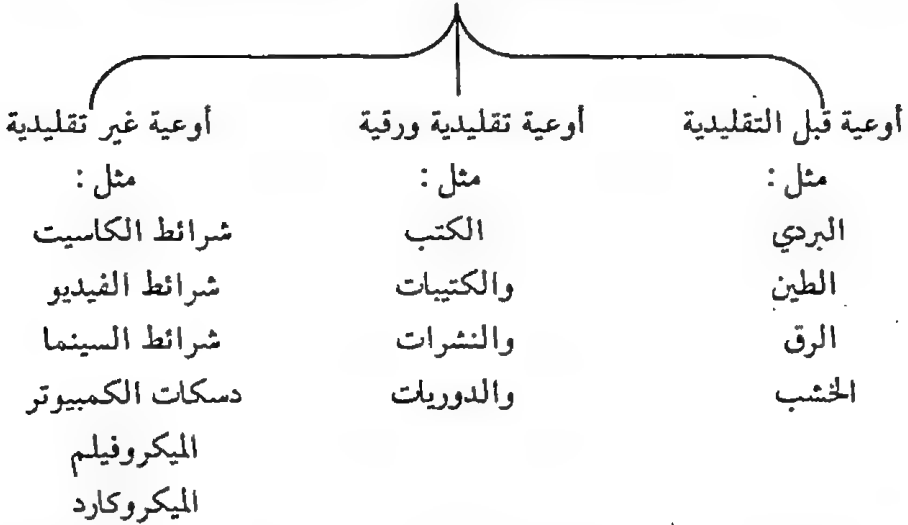 أوعية قبل التقليدية
مثل :
البردي
الطين
الرق
الخشب
أوعية تقليدية ورقية
مثل :
الكتب
والكتيبات
والنشرات
والدوريات
أوعية غير تقليدية
مثل :
شرائط الكاسيت
شرائط الفيديو
شرائط السينما
دسكات الكمبيوتر
الميكروفيلم
الميكروكارد